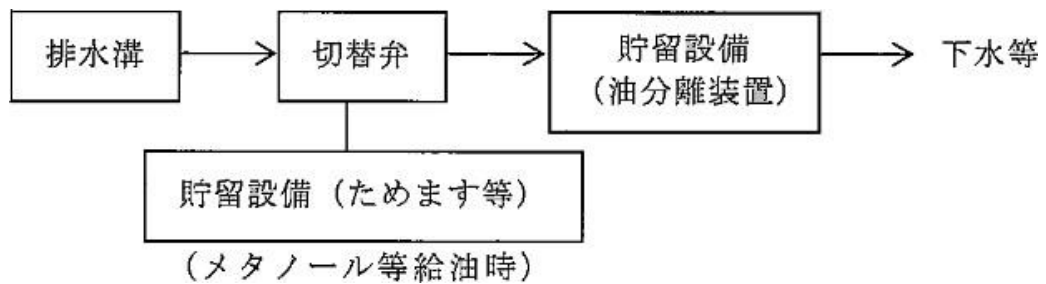 排水溝
切替弁
貯留設備
（油分離装置）
下水等
貯留設備（ためます等）
（メタノール等給油時）